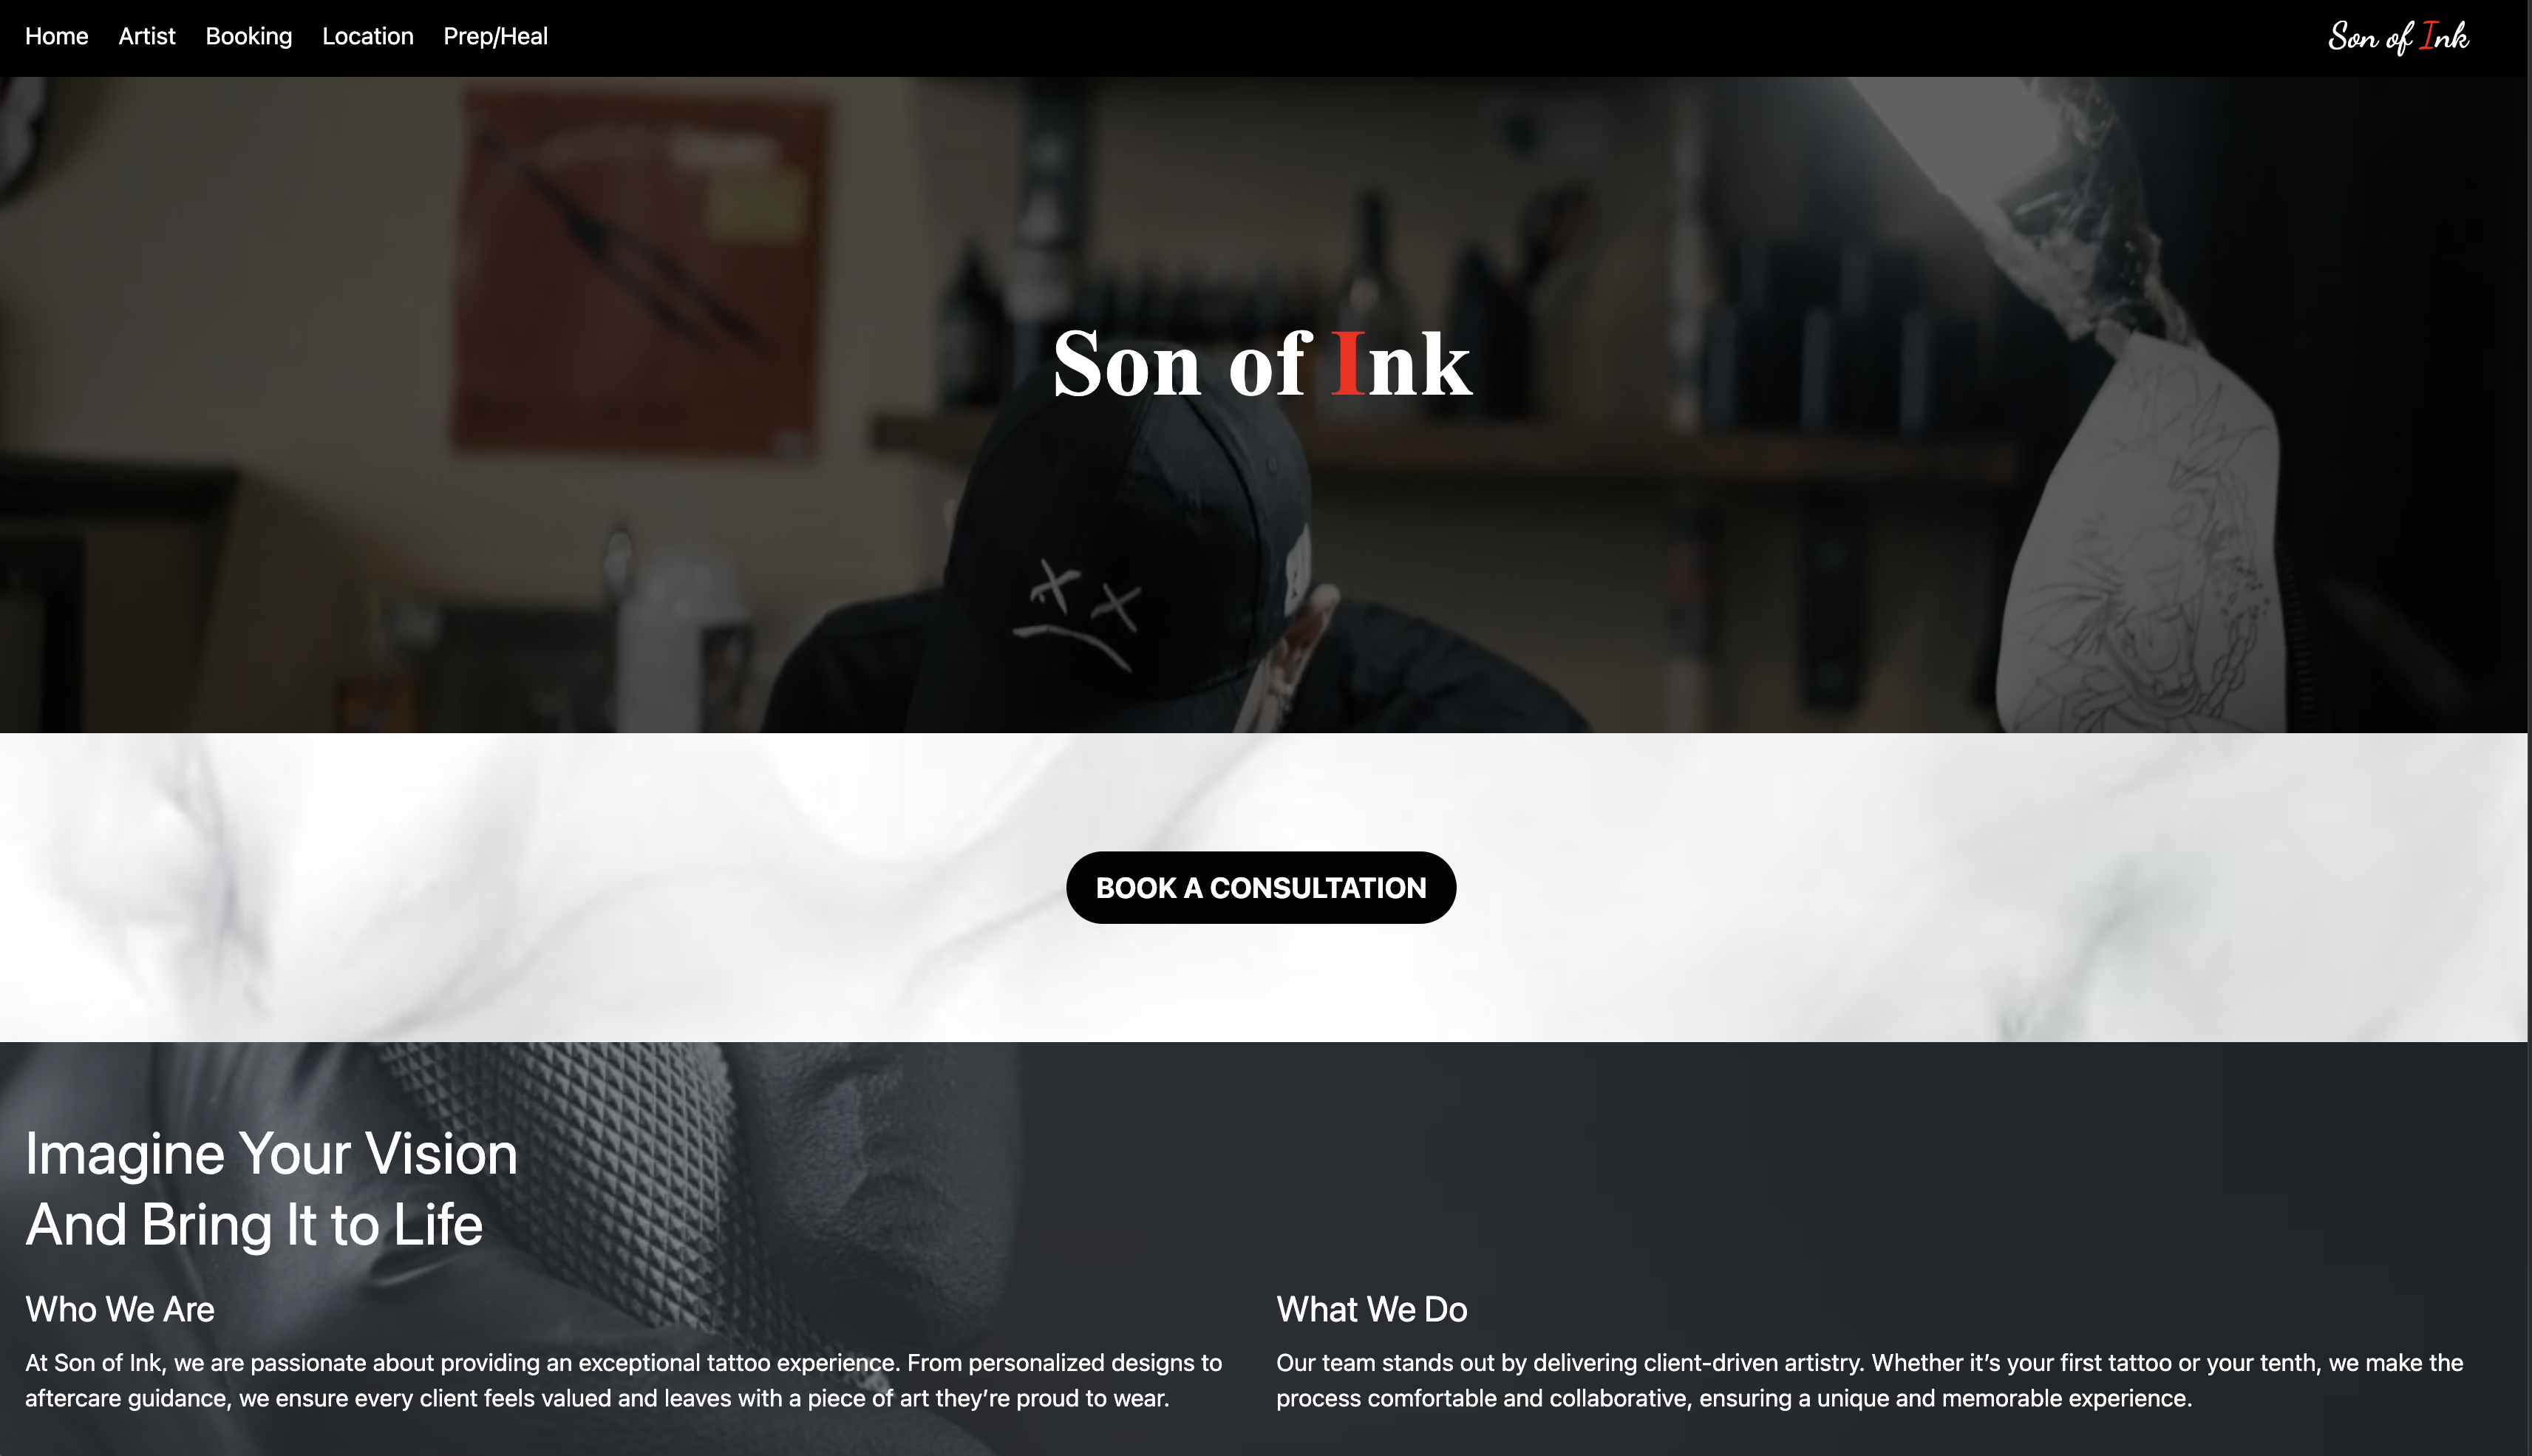 Home Artist Booking Location Prep/Heal Son of Ink
Son of Ink
BOOK A CONSULTATION
Imagine Your Vision
And Bring It to Life
Who We Are
At Son of Ink, we are passionate about providing an exceptional tattoo experience. From personalized designs to
aftercare guidance, we ensure every client feels valued and leaves with a piece of art they’re proud to wear.
What We Do
Our team stands out by delivering client-driven artistry. Whether it’s your first tattoo or your tenth, we make the
process comfortable and collaborative, ensuring a unique and memorable experience.